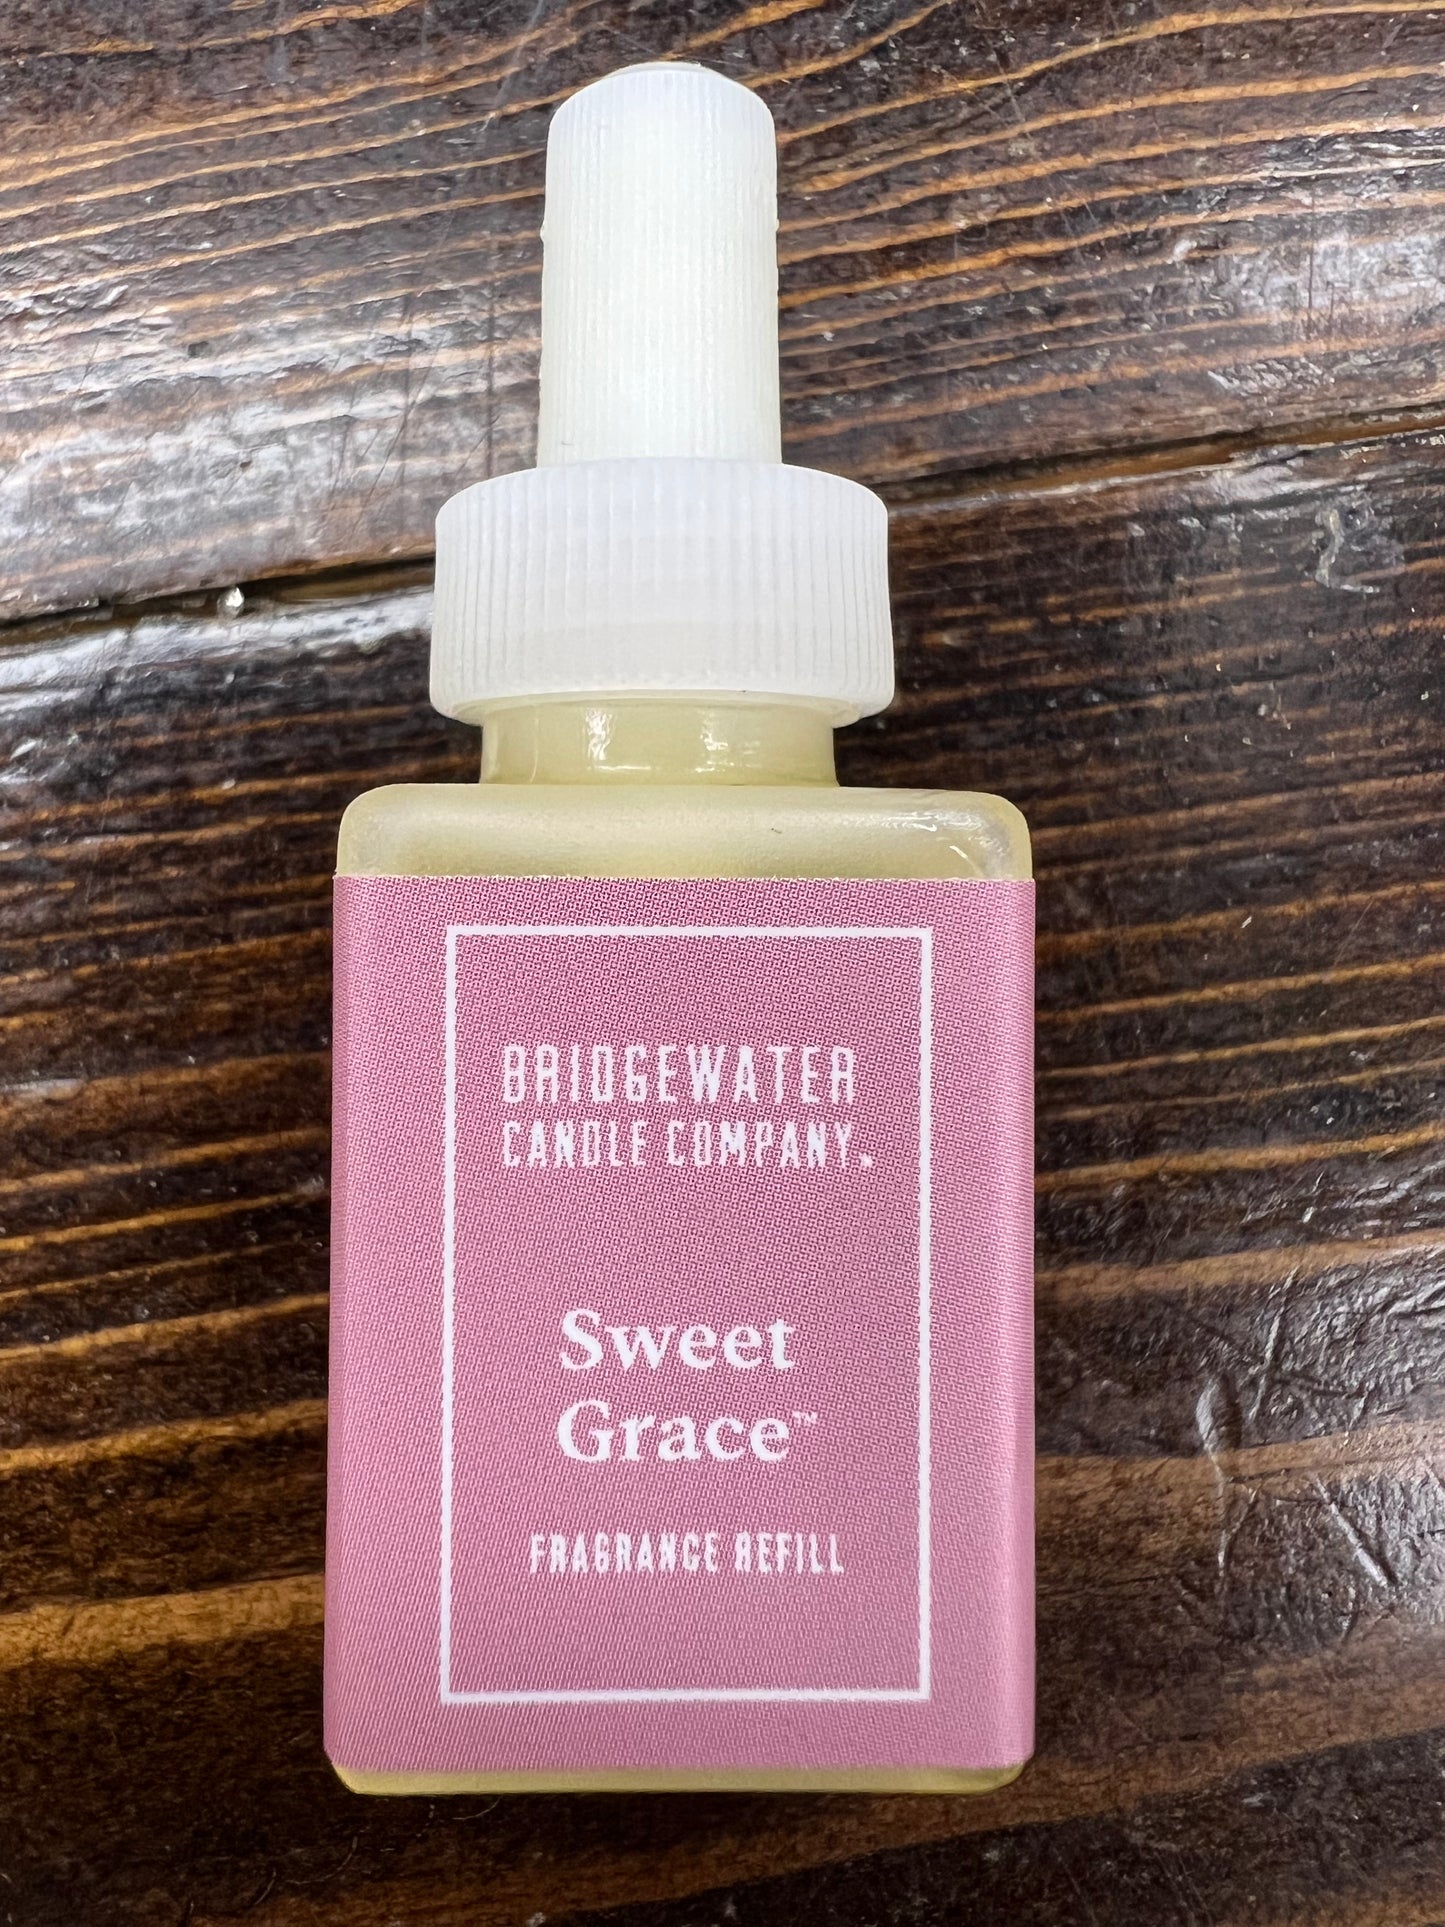 BRIDGEWATER
CANDLE COMPANY.
Sweet
Grace™
FRAGRANCE REFILL